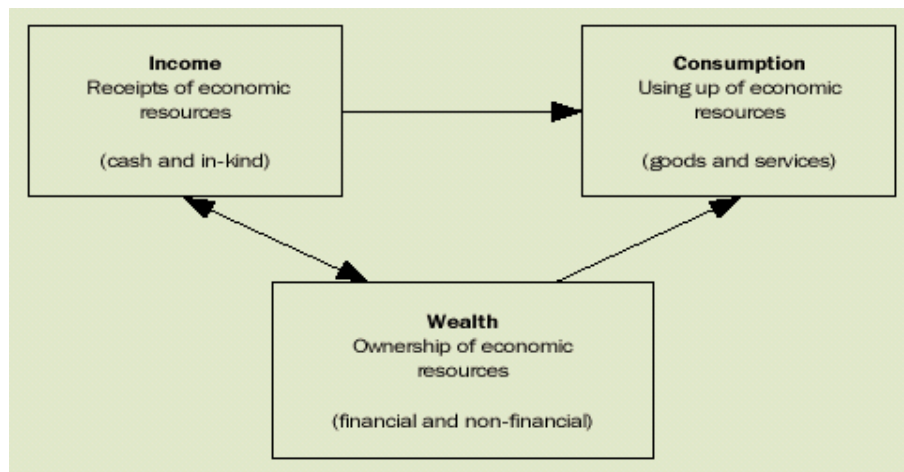 Income
Receipts of economic
resources
(cash and in-kind)
Consumption
Using up of economic
resources
(goods and services)
Wealth
Ownership of economic
resources
(financial and non-financial)